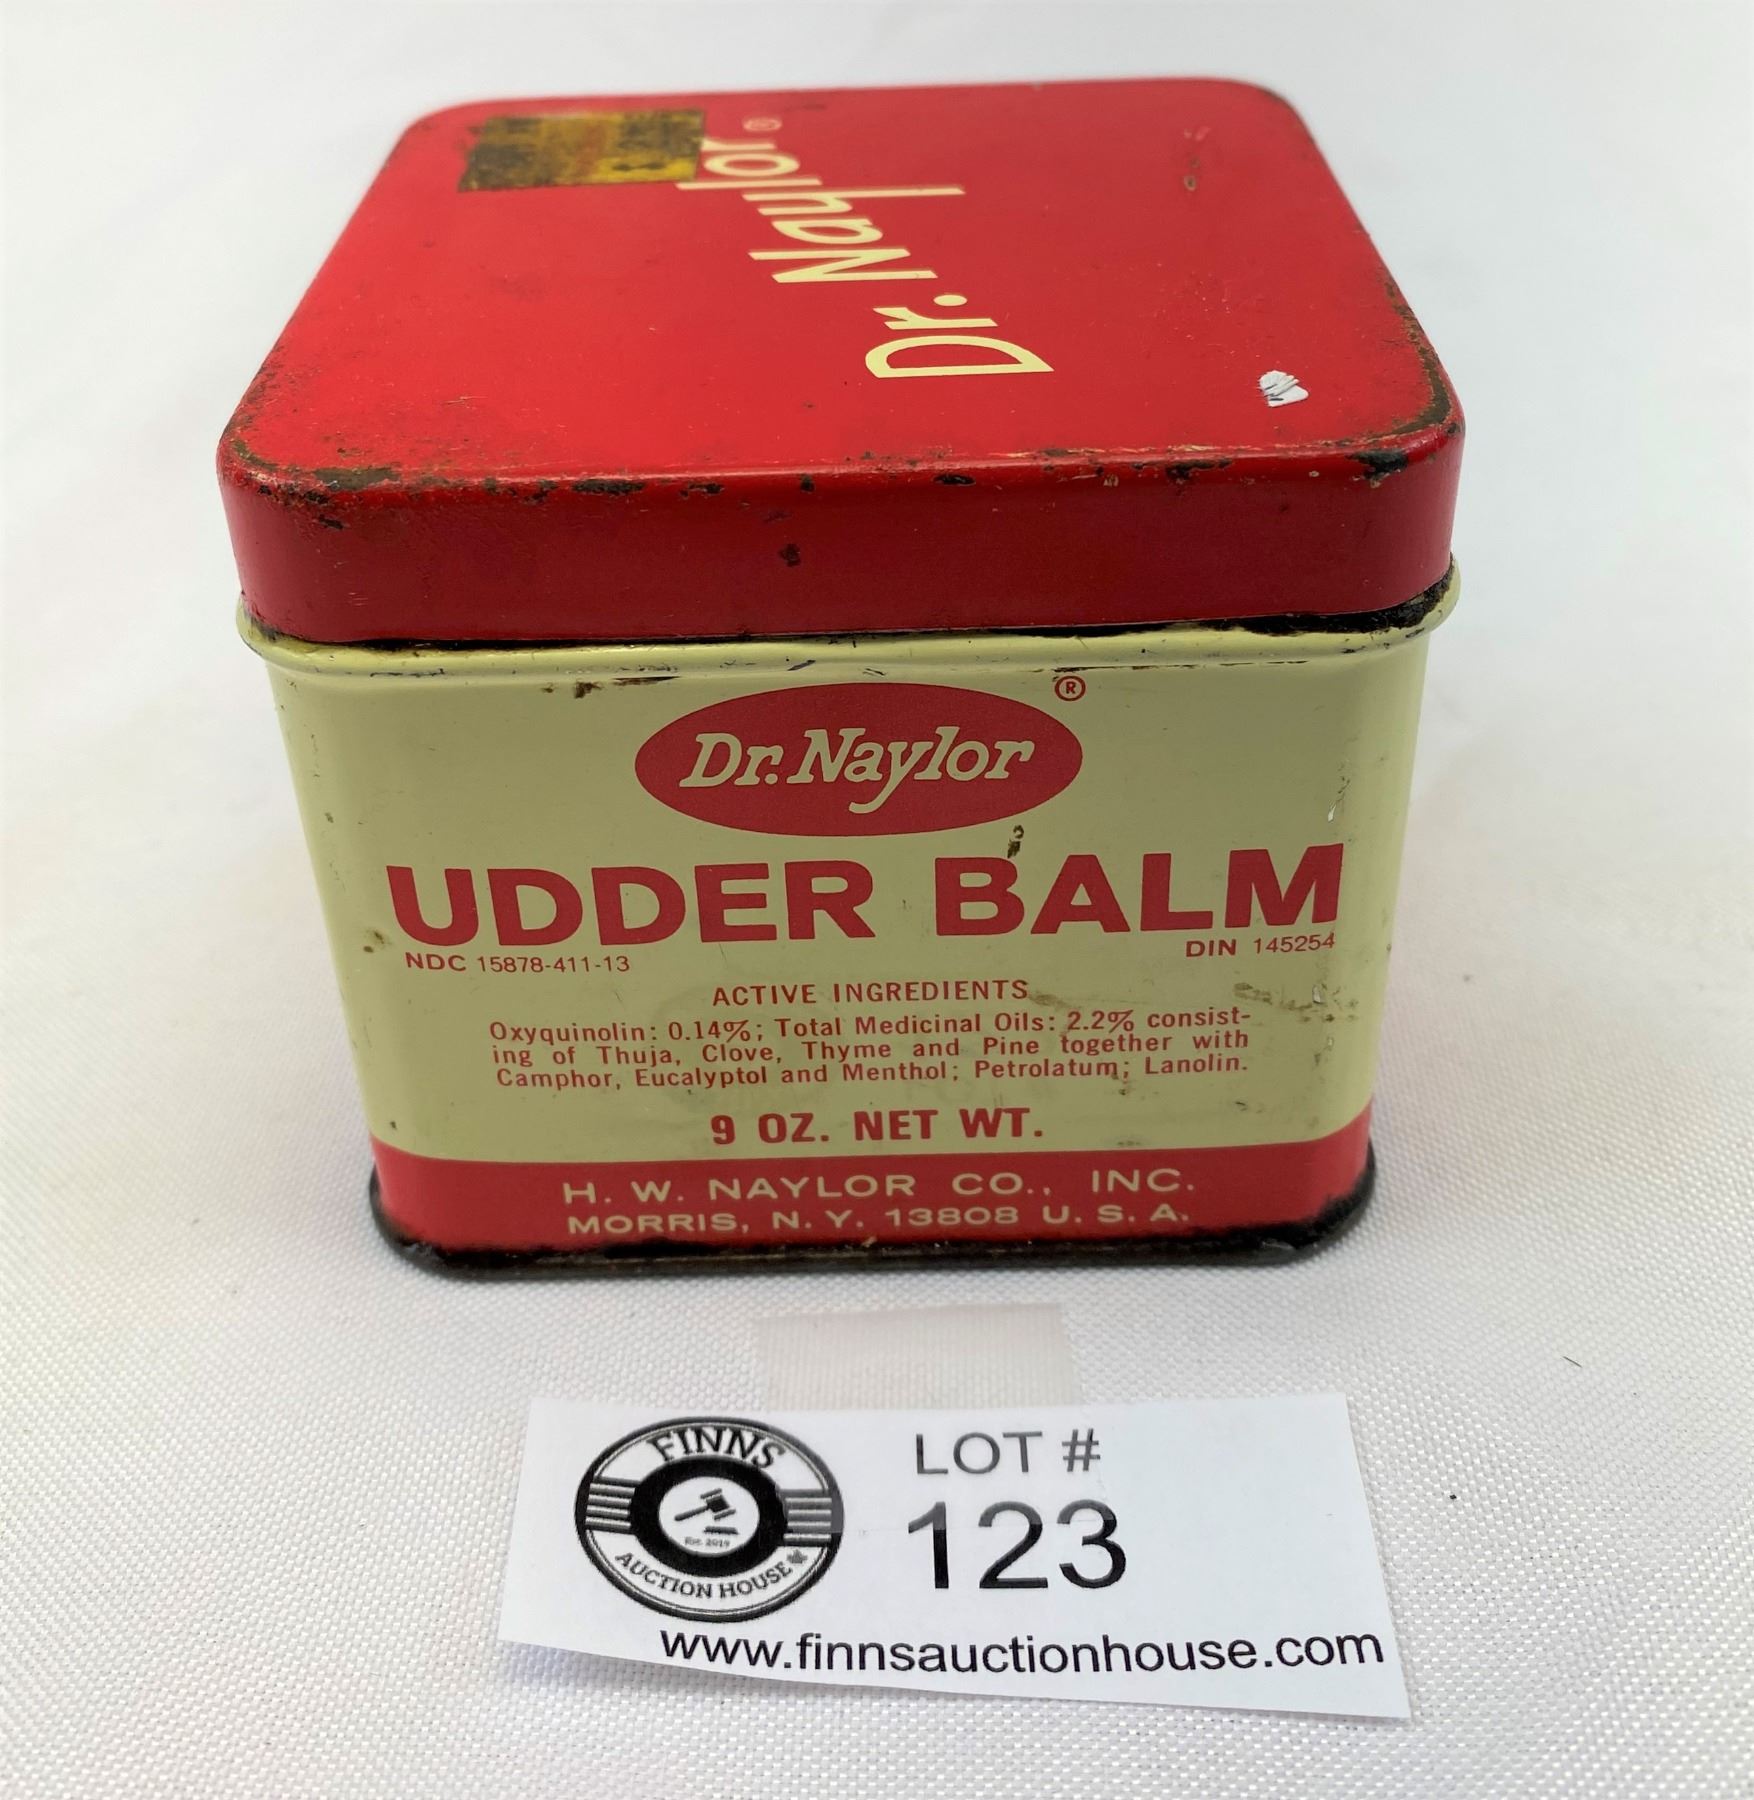 Dr. Naylor®
Dr. Naylor ®
UDDER BALM
NDC 15878-411-13
DIN 145254
ACTIVE INGREDIENTS
Oxyquinolin: 0.14%; Total Medicinal Oils: 2.2% consist-
ing of Thuja, Clove, Thyme and Pine together with
Camphor, Eucalyptol and Menthol; Petrolatum; Lanolin.
9 OZ. NET WT.
H. W. NAYLOR CO., INC.
MORRIS, N. Y. 13808 U. S. A.
FINNS
Est. 2019
AUCTION HOUSE
LOT #
123
www.finnsauctionhouse.com